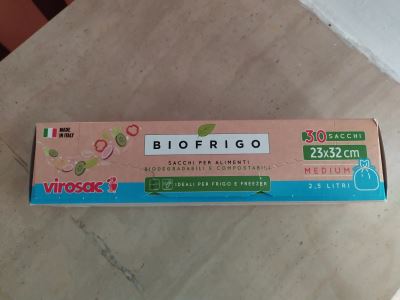 MADE IN ITALY
BIOFRIGO
SACCHI PER ALIMENTI
BIODEGRADABILI E COMPOSTABILI
IDEALI PER FRIGO E FREEZER
virosac
30 SACCHI
23x32 cm
MEDIUM
2,5 LITRI